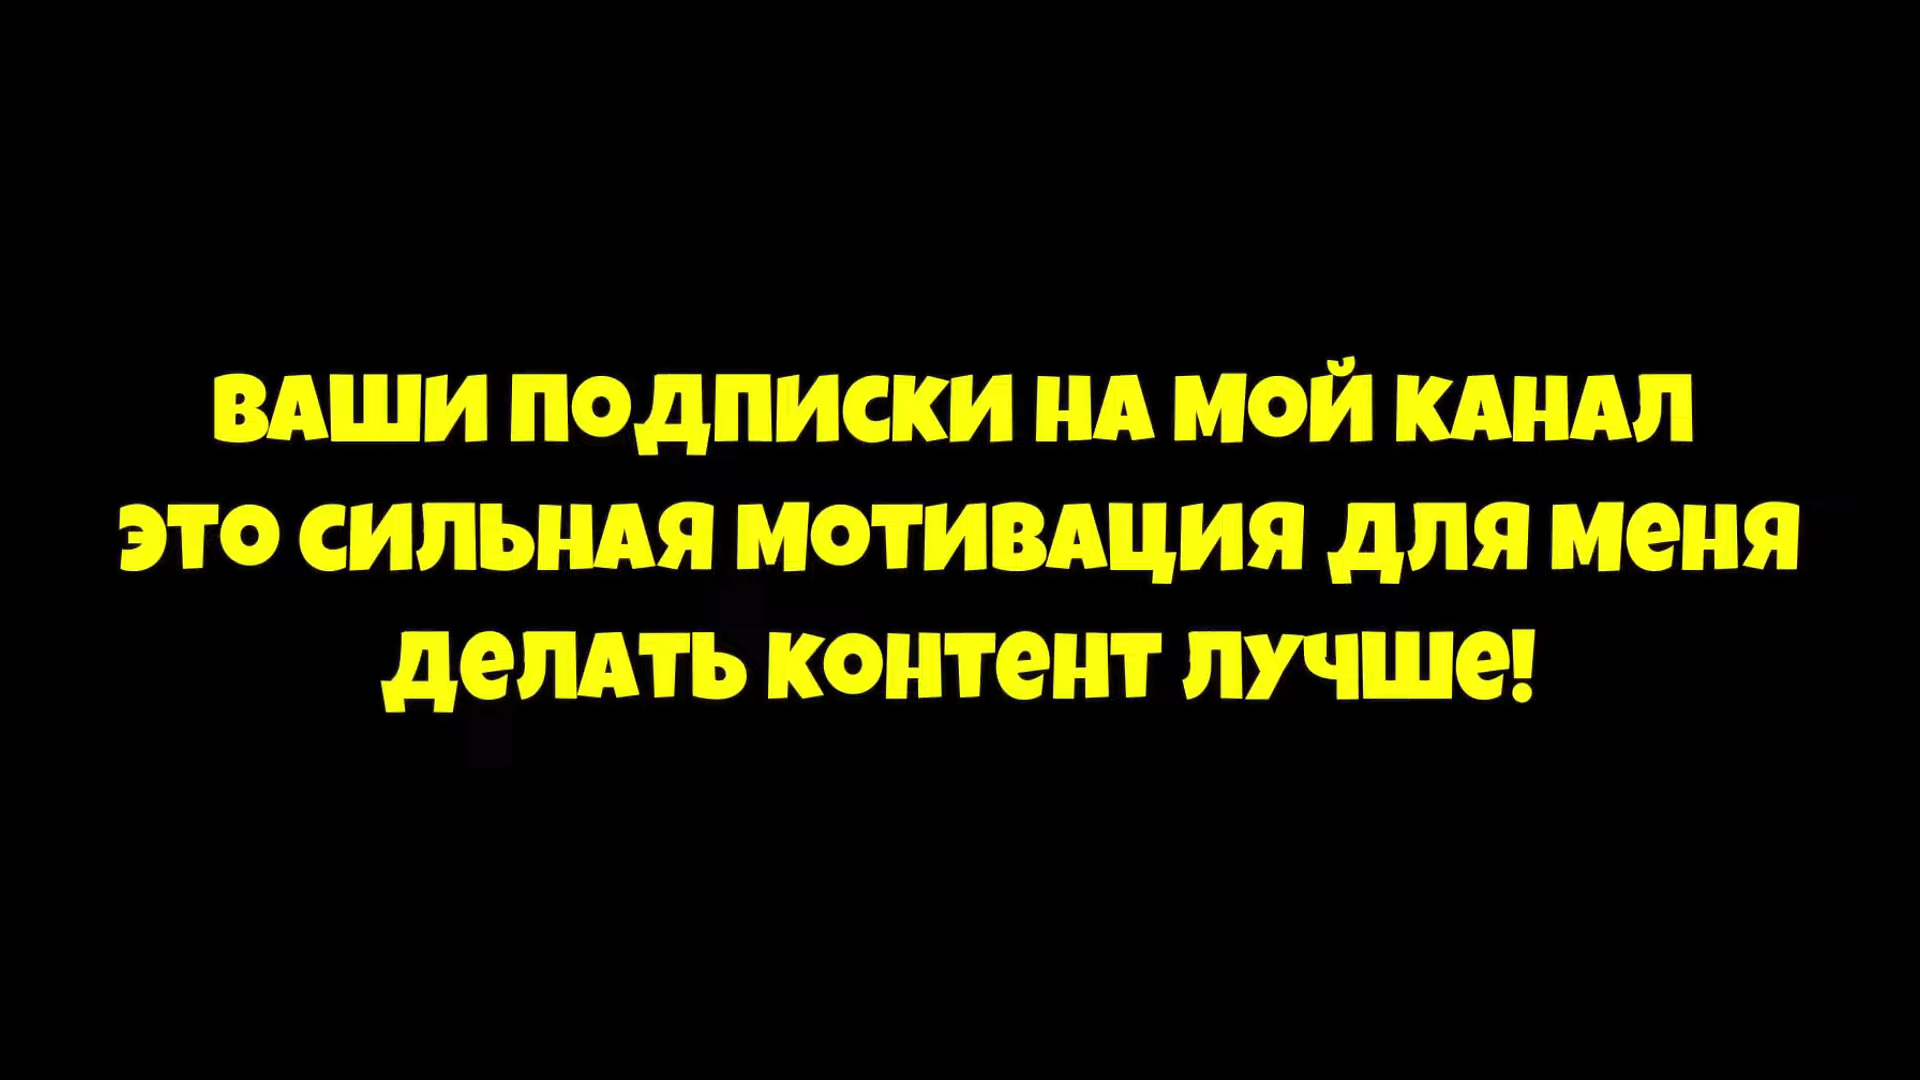 ВАШИ ПОДПИСКИ НА МОЙ КАНАЛ
ЭТО СИЛЬНАЯ МОТИВАЦИЯ ДЛЯ МеНЯ
ДеЛАТЬ КОНТеНТ ЛУЧШе!